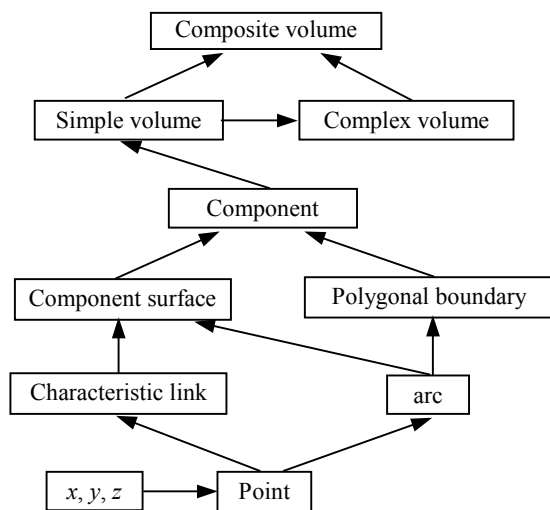 Composite volume
Simple volume
Complex volume
Component
Component surface
Polygonal boundary
Characteristic link
arc
x, y, z
Point